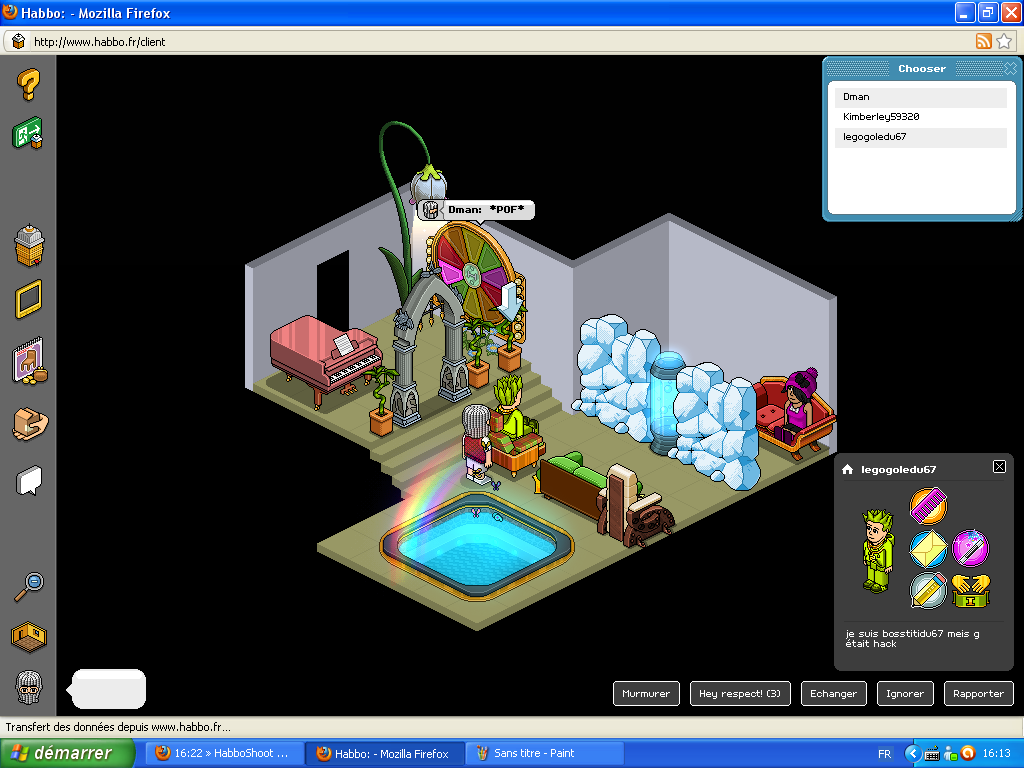 Habbo: - Mozilla Firefox
http://www.habbo.fr/client
Chooser
Dman
Kimberley59320
legogoledu67
Dman: *POF*
legogoledu67
je suis bosstitidu67 meis g
était hack
Murmurer
Hey respect! (3)
Echanger
Ignorer
Rapporter
Transfert des données depuis www.habbo.fr...
démarrer
16:22 » HabboShoot ...
Habbo: - Mozilla Firefox
Sans titre - Paint
FR
16:13